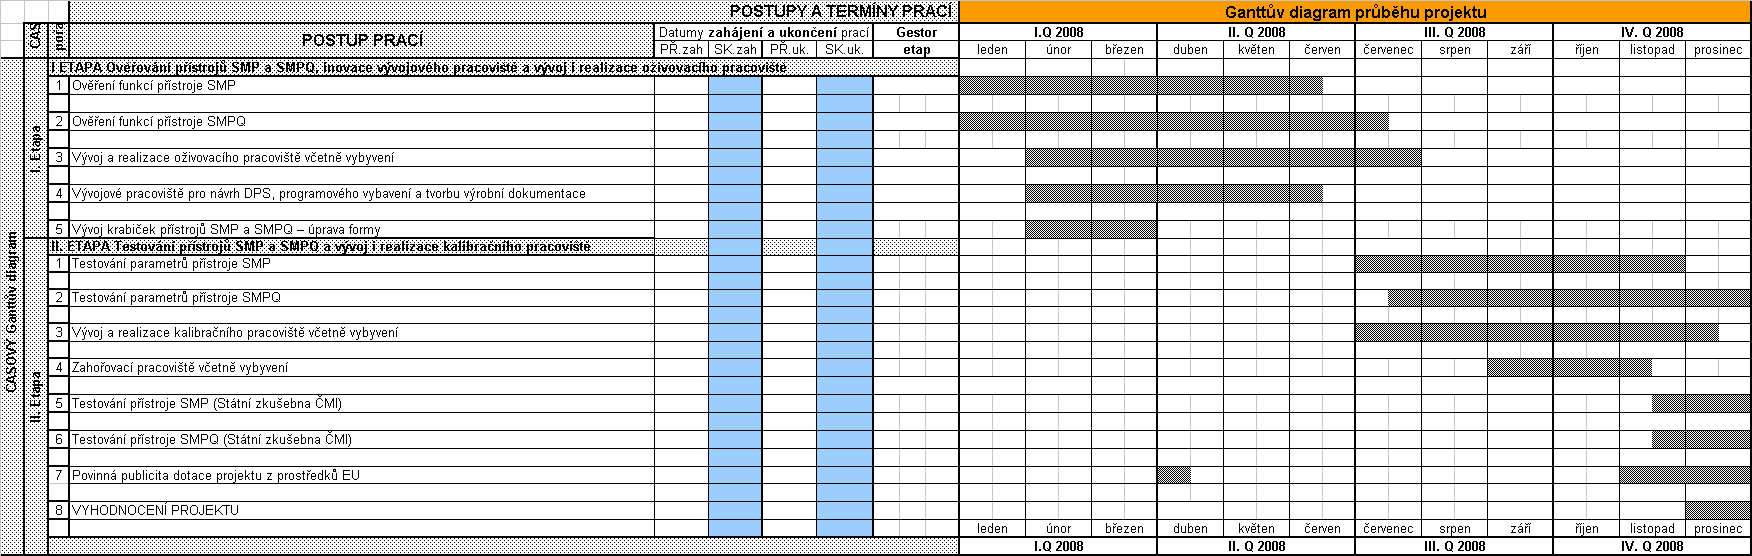 POSTUPY A TERMÍNY PRACÍ Ganttův diagram průběhu projektu
POSTUP PRACÍ Datumy zahájení a ukončení prací Gestor etap I.Q 2008 II. Q 2008 III. Q 2008 IV. Q 2008
PŘ.zah SK.zah PŘ.uk. SK.uk. leden únor březen duben květen červen červenec srpen září říjen listopad prosinec
ČASOVÝ Ganttův diagram
I. Etapa
I ETAPA Ověřování přístrojů SMP a SMPQ, inovace vývojového pracoviště a vývoj i realizace oživovacího pracoviště
1 Ověření funkcí přístroje SMP
2 Ověření funkcí přístroje SMPQ
3 Vývoj a realizace oživovacího pracoviště včetně vybyvení
4 Vývojové pracoviště pro návrh DPS, programového vybavení a tvorbu výrobní dokumentace
5 Vývoj krabiček přístrojů SMP a SMPQ – úprava formy
II. Etapa
II. ETAPA Testování přístrojů SMP a SMPQ a vývoj i realizace kalibračního pracoviště
1 Testování parametrů přístroje SMP
2 Testování parametrů přístroje SMPQ
3 Vývoj a realizace kalibračního pracoviště včetně vybyvení
4 Zahořovací pracoviště včetně vybyvení
5 Testování přístroje SMP (Státní zkušebna ČMI)
6 Testování přístroje SMPQ (Státní zkušebna ČMI)
7 Povinná publicita dotace projektu z prostředků EU
8 VYHODNOCENÍ PROJEKTU
leden únor březen duben květen červen červenec srpen září říjen listopad prosinec
I.Q 2008 II. Q 2008 III. Q 2008 IV. Q 2008